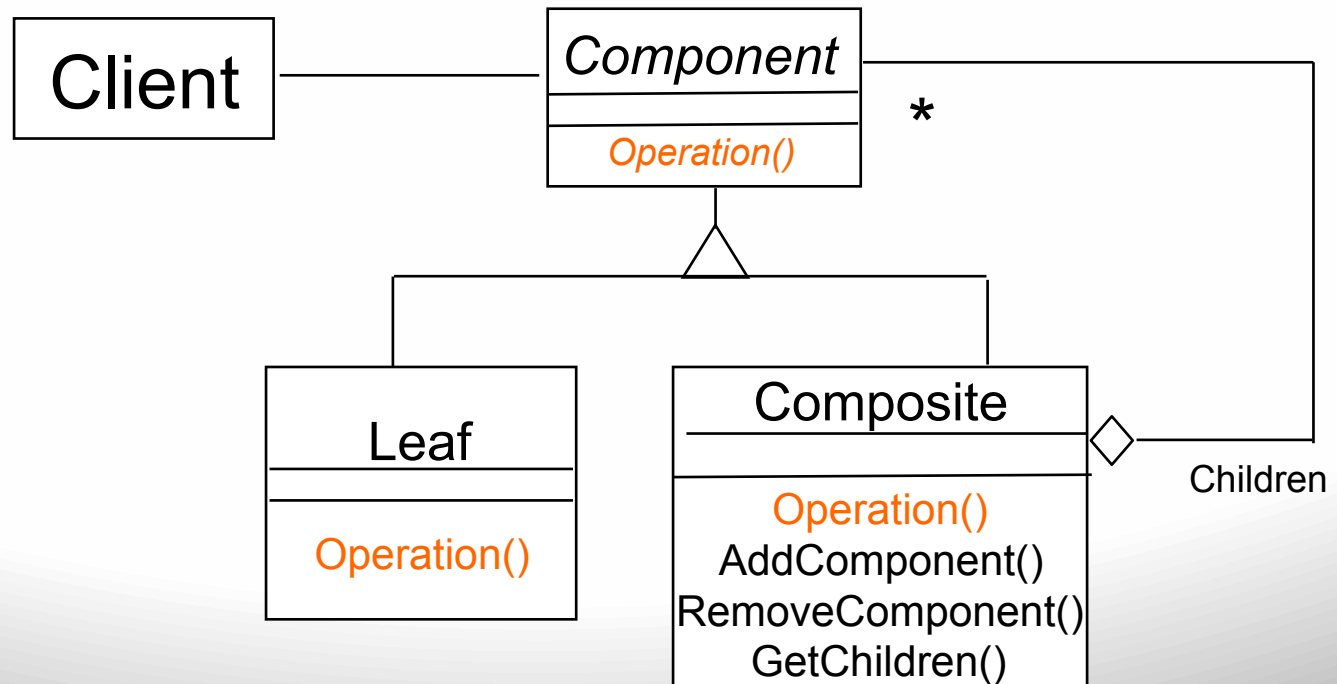 Client
Component
*
Operation()
Leaf
Operation()
Composite
Children
Operation()
AddComponent()
RemoveComponent()
GetChildren()